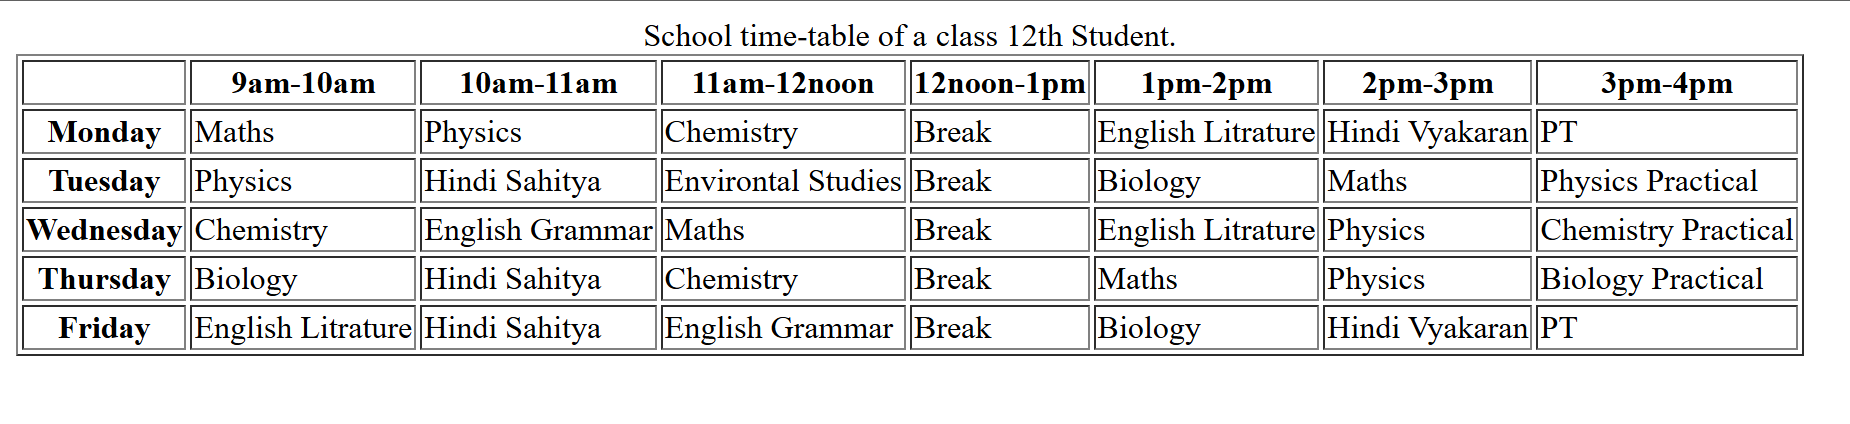 School time-table of a class 12th Student.
9am-10am 10am-11am 11am-12noon 12noon-1pm 1pm-2pm 2pm-3pm 3pm-4pm
Monday Maths Physics Chemistry Break English Litrature Hindi Vyakaran PT
Tuesday Physics Hindi Sahitya Environtal Studies Break Biology Maths Physics Practical
Wednesday Chemistry English Grammar Maths Break English Litrature Physics Chemistry Practical
Thursday Biology Hindi Sahitya Chemistry Break Maths Physics Biology Practical
Friday English Litrature Hindi Sahitya English Grammar Break Biology Hindi Vyakaran PT